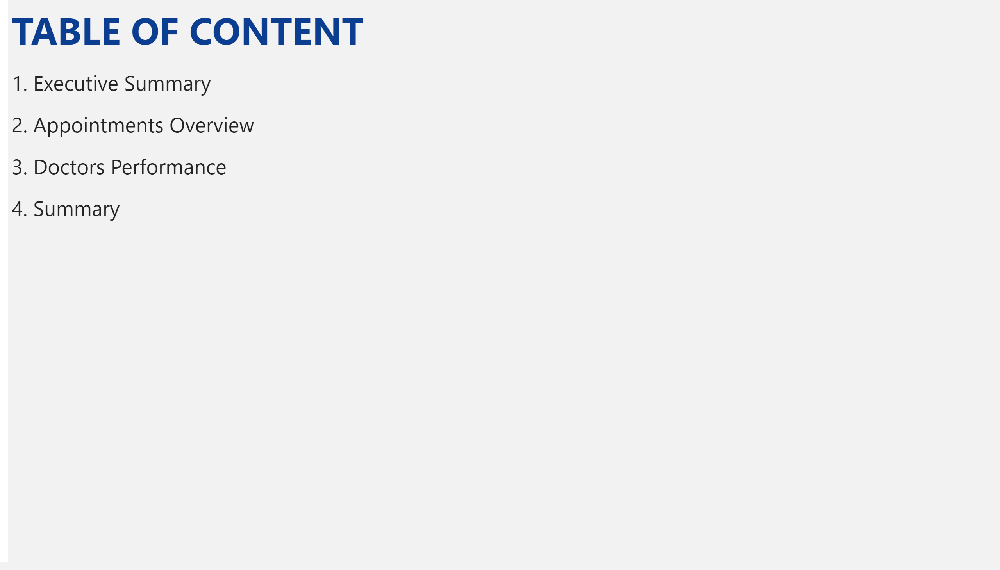 TABLE OF CONTENT
1. Executive Summary
2. Appointments Overview
3. Doctors Performance
4. Summary